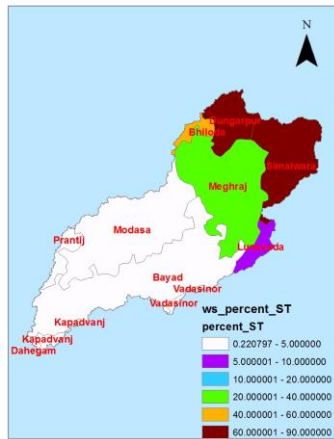 N
Dungarpur
Bhiloda
Simalwara
Meghraj
Modasa
Prantij
Lunavada
Bayad
Vadasinor
Vadasinor
Kapadvanj
Kapadvanj
Dahegam
ws_percent_ST
percent_ST
0.220797 - 5.000000
5.000001 - 10.000000
10.000001 - 20.000000
20.000001 - 40.000000
40.000001 - 60.000000
60.000001 - 90.000000